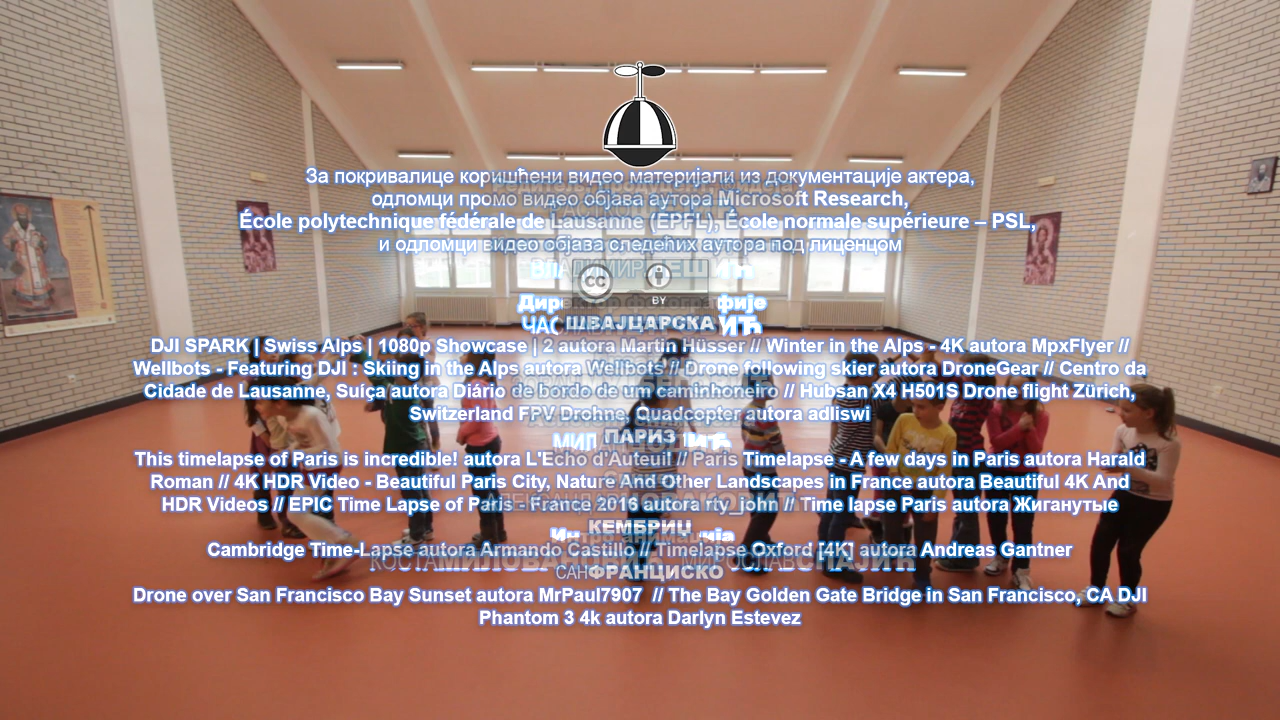 За покривалице коришћени видео материјали из документације актера,
одломци промо видео објава аутора Microsoft Research,
École polytechnique fédérale de Lausanne (EPFL), École normale supérieure – PSL,
и одломци видео објава следећих аутора под лиценцом
cc BY
ШВАЈЦАРСКА
DJI SPARK | Swiss Alps | 1080p Showcase | 2 autora Martin Hüsser // Winter in the Alps - 4K autora MpxFlyer //
Wellbots - Featuring DJI : Skiing in the Alps autora Wellbots // Drone following skier autora DroneGear // Centro da
Cidade de Lausanne, Suíça autora Diário de bordo de um caminhoneiro // Hubsan X4 H501S Drone flight Zürich,
Switzerland FPV Drohne, Quadcopter autora adliswi
ПАРИЗ
This timelapse of Paris is incredible! autora L'Echo d'Auteuil // Paris Timelapse - A few days in Paris autora Harald
Roman // 4K HDR Video - Beautiful Paris City, Nature And Other Landscapes in France autora Beautiful 4K And
HDR Videos // EPIC Time Lapse of Paris - France 2016 autora rty_john // Time lapse Paris autora Жиганутые
КЕМБРИЏ
Cambridge Time-Lapse autora Armando Castillo // Timelapse Oxford [4K] autora Andreas Gantner
САНФРАНЦИСКО
Drone over San Francisco Bay Sunset autora MrPaul7907 // The Bay Golden Gate Bridge in San Francisco, CA DJI
Phantom 3 4k autora Darlyn Estevez